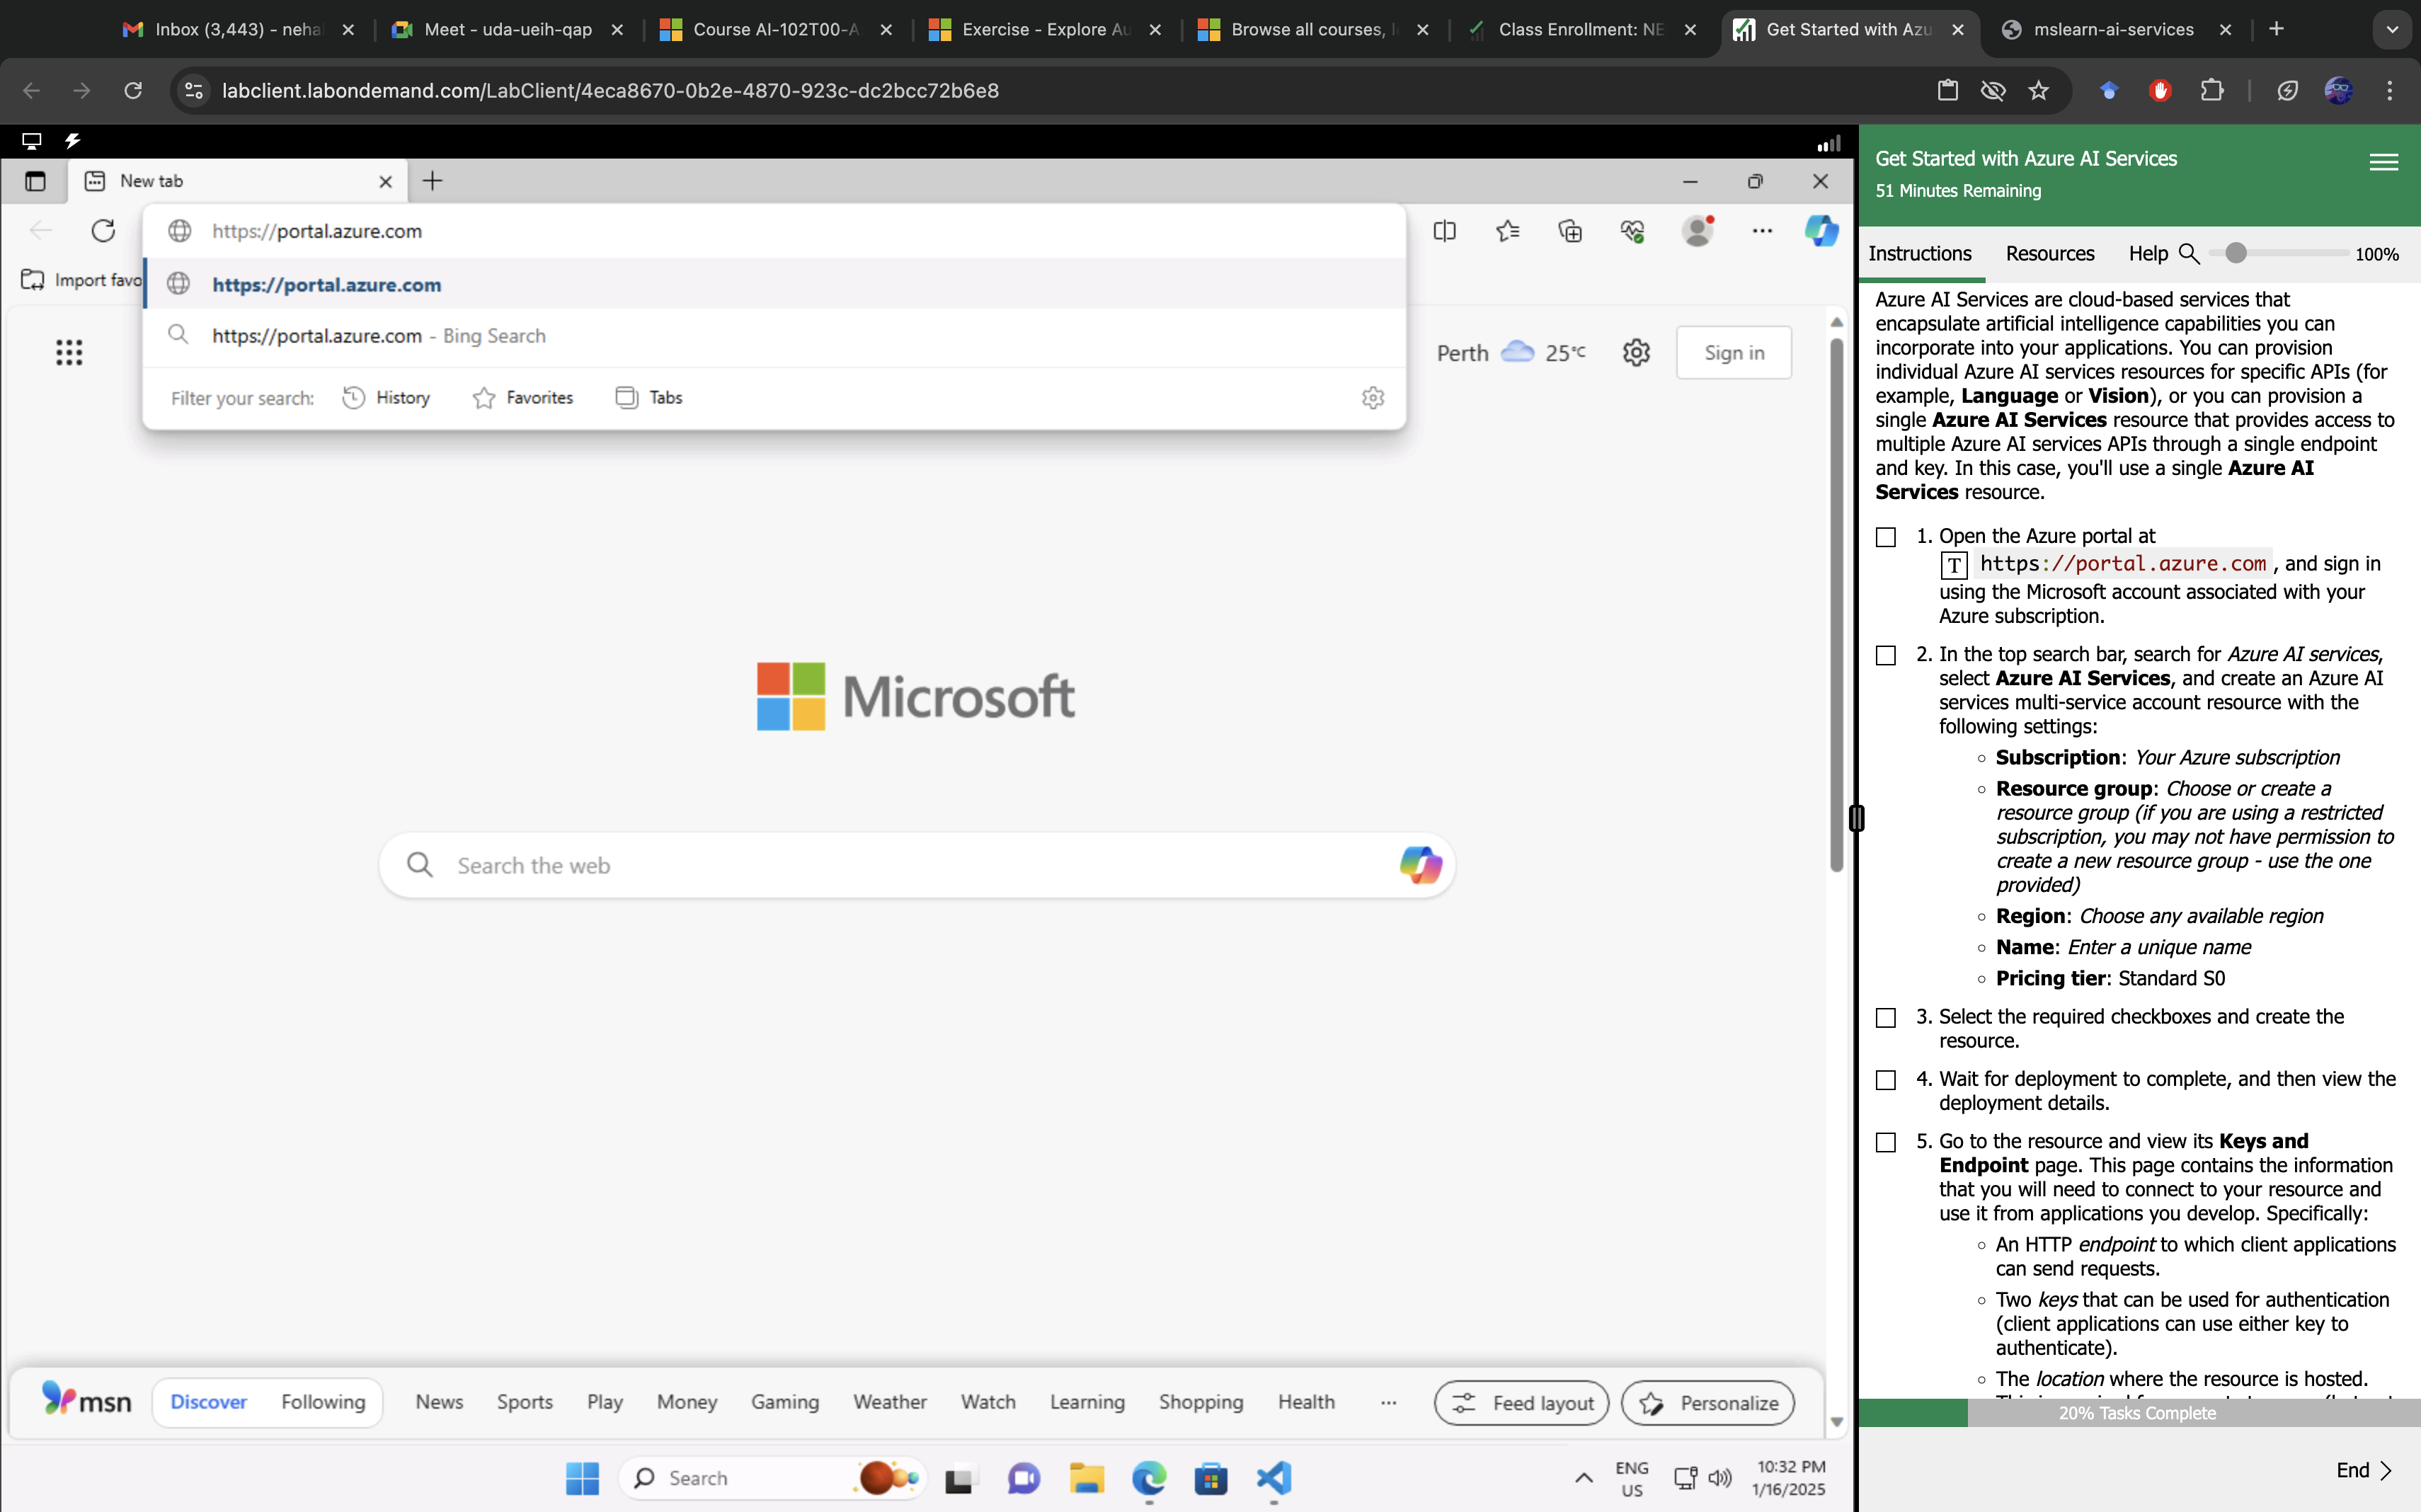 Inbox (3,443) - neha
Meet - uda-ueih-qap
Course AI-102T00-A
Exercise - Explore Au
Browse all courses, l
Class Enrollment: NE
Get Started with Azu
mslearn-ai-services
labclient.labondemand.com/LabClient/4eca8670-0b2e-4870-923c-dc2bcc72b6e8
New tab
https://portal.azure.com
Import favo
https://portal.azure.com
https://portal.azure.com - Bing Search
Filter your search: History Favorites Tabs
Perth 25°C Sign in
Microsoft
Search the web
msn Discover Following News Sports Play Money Gaming Weather Watch Learning Shopping Health ... Feed layout Personalize
Search
ENG
US
10:32 PM
1/16/2025
Get Started with Azure AI Services
51 Minutes Remaining
Instructions Resources Help 100%
Azure AI Services are cloud-based services that
encapsulate artificial intelligence capabilities you can
incorporate into your applications. You can provision
individual Azure AI services resources for specific APIs (for
example, Language or Vision), or you can provision a
single Azure AI Services resource that provides access to
multiple Azure AI services APIs through a single endpoint
and key. In this case, you'll use a single Azure AI
Services resource.
1. Open the Azure portal at
T https://portal.azure.com, and sign in
using the Microsoft account associated with your
Azure subscription.
2. In the top search bar, search for Azure AI services,
select Azure AI Services, and create an Azure AI
services multi-service account resource with the
following settings:
Subscription: Your Azure subscription
Resource group: Choose or create a
resource group (if you are using a restricted
subscription, you may not have permission to
create a new resource group - use the one
provided)
Region: Choose any available region
Name: Enter a unique name
Pricing tier: Standard S0
3. Select the required checkboxes and create the
resource.
4. Wait for deployment to complete, and then view the
deployment details.
5. Go to the resource and view its Keys and
Endpoint page. This page contains the information
that you will need to connect to your resource and
use it from applications you develop. Specifically:
An HTTP endpoint to which client applications
can send requests.
Two keys that can be used for authentication
(client applications can use either key to
authenticate).
The location where the resource is hosted.
20% Tasks Complete
End